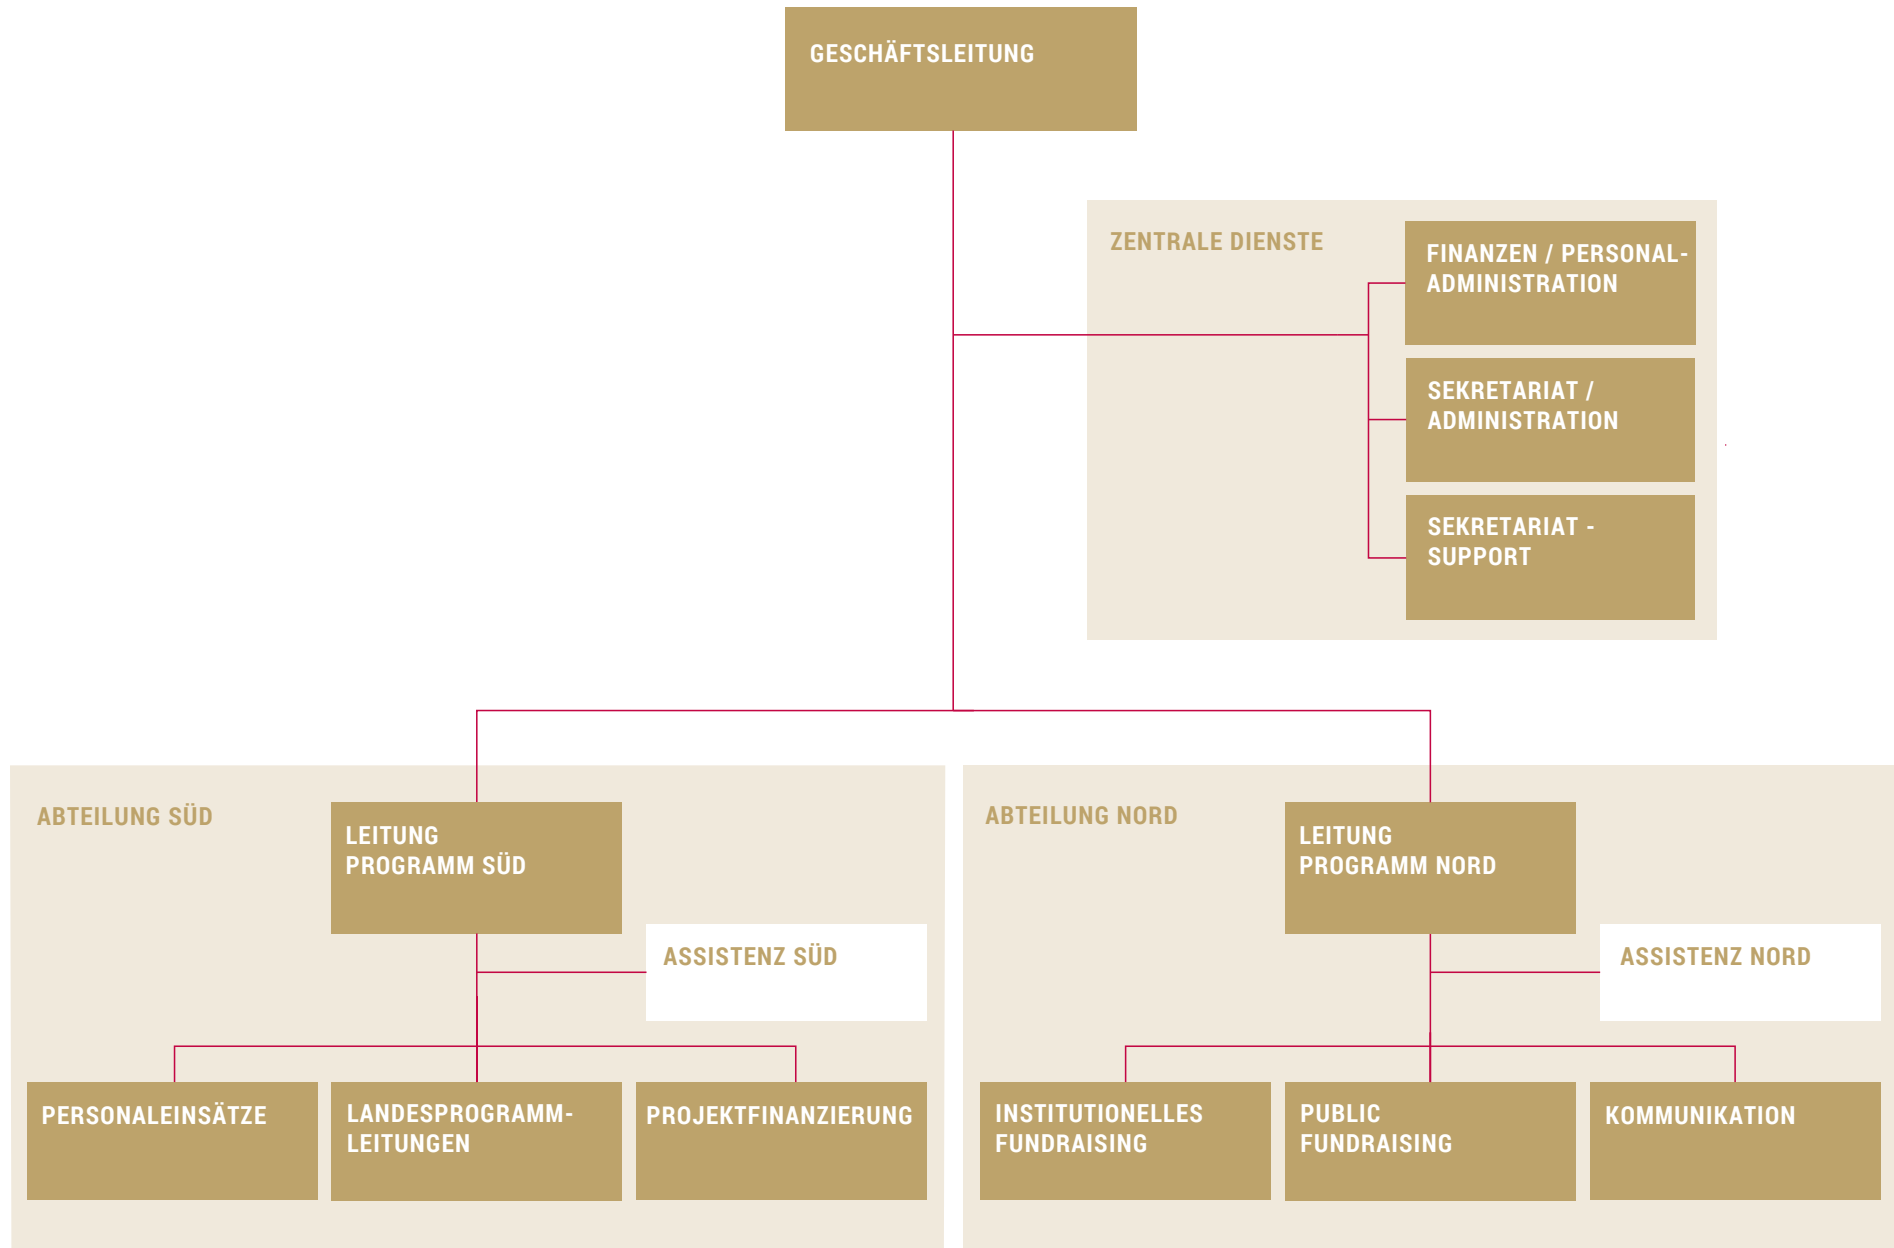 GESCHÄFTSLEITUNG
ZENTRALE DIENSTE
FINANZEN / PERSONAL-
ADMINISTRATION
SEKRETARIAT /
ADMINISTRATION
SEKRETARIAT -
SUPPORT
ABTEILUNG SÜD
LEITUNG
PROGRAMM SÜD
ASSISTENZ SÜD
PERSONALEINSÄTZE
LANDESPROGRAMM-
LEITUNGEN
PROJEKTFINANZIERUNG
ABTEILUNG NORD
LEITUNG
PROGRAMM NORD
ASSISTENZ NORD
INSTITUTIONELLES
FUNDRAISING
PUBLIC
FUNDRAISING
KOMMUNIKATION